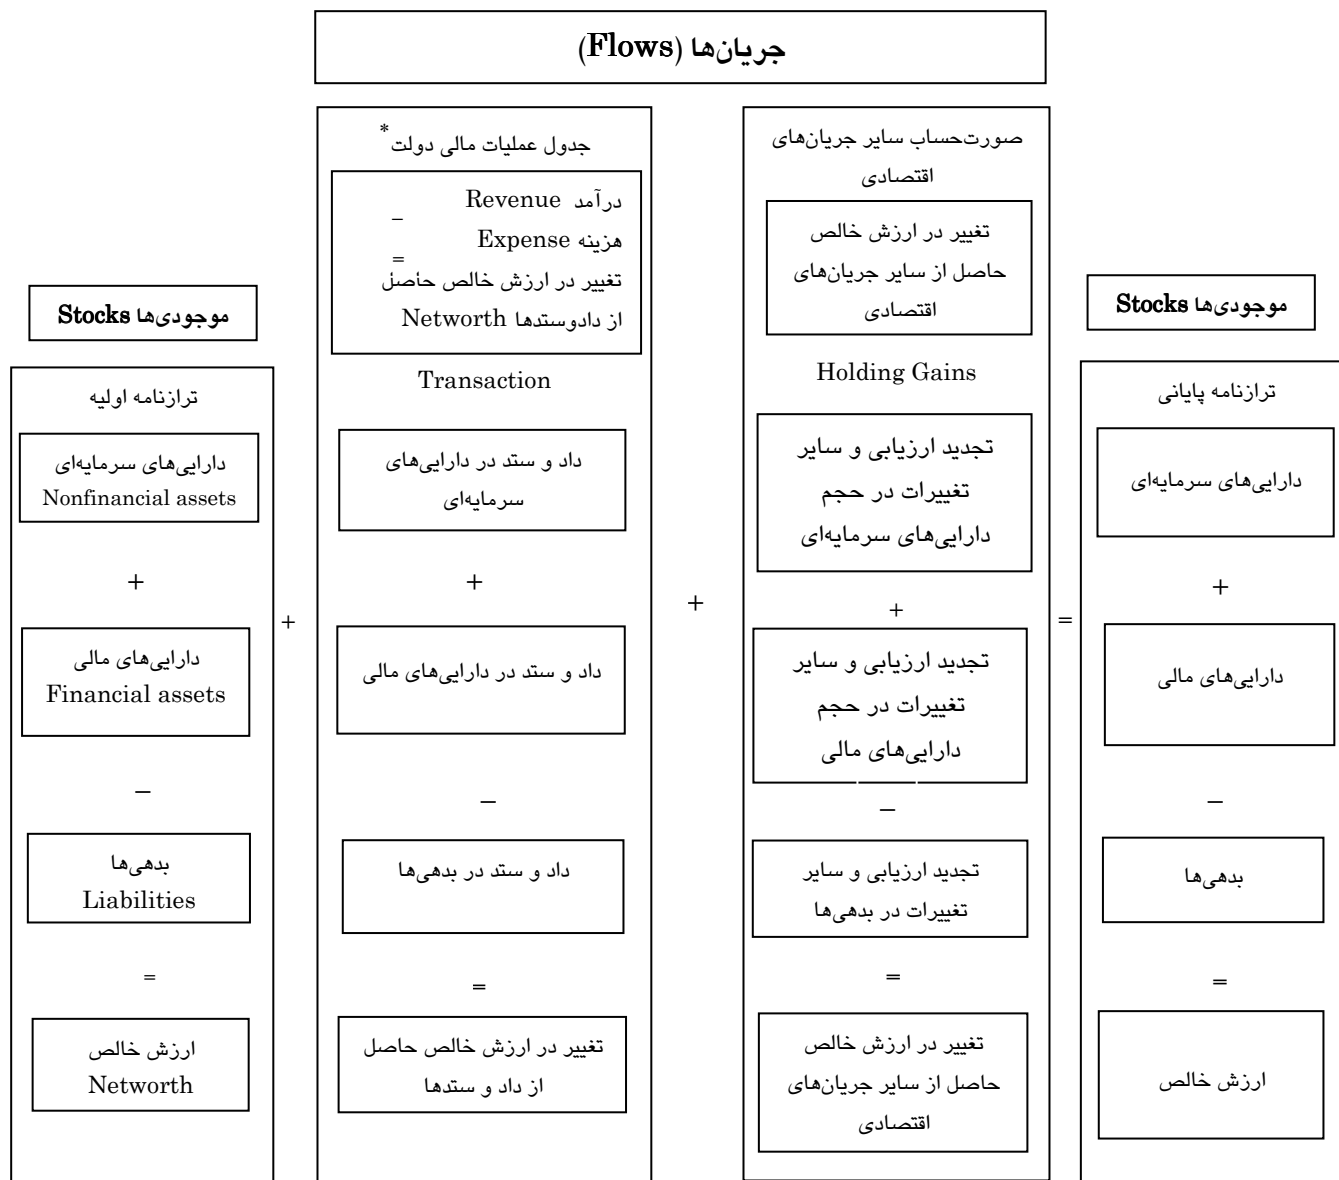 جریان‌ها (Flows)
موجودی‌ها Stocks
ترازنامه اولیه
دارایی‌های سرمایه‌ای
Nonfinancial assets
+
دارایی‌های مالی
Financial assets
−
بدهی‌ها
Liabilities
=
ارزش خالص
Networth
+
جدول عملیات مالی دولت*
درآمد Revenue
−
هزینه Expense
=
تغییر در ارزش خالص حاصل
از دادوستدها Networth
Transaction
داد و ستد در دارایی‌های
سرمایه‌ای
+
داد و ستد در دارایی‌های مالی
−
داد و ستد در بدهی‌ها
=
تغییر در ارزش خالص حاصل
از داد و ستدها
+
صورت‌حساب سایر جریان‌های
اقتصادی
تغییر در ارزش خالص
حاصل از سایر جریان‌های
اقتصادی
Holding Gains
تجدید ارزیابی و سایر
تغییرات در حجم
دارایی‌های سرمایه‌ای
+
تجدید ارزیابی و سایر
تغییرات در حجم
دارایی‌های مالی
−
تجدید ارزیابی و سایر
تغییرات در بدهی‌ها
=
تغییر در ارزش خالص
حاصل از سایر جریان‌های
اقتصادی
=
موجودی‌ها Stocks
ترازنامه پایانی
دارایی‌های سرمایه‌ای
+
دارایی‌های مالی
−
بدهی‌ها
=
ارزش خالص